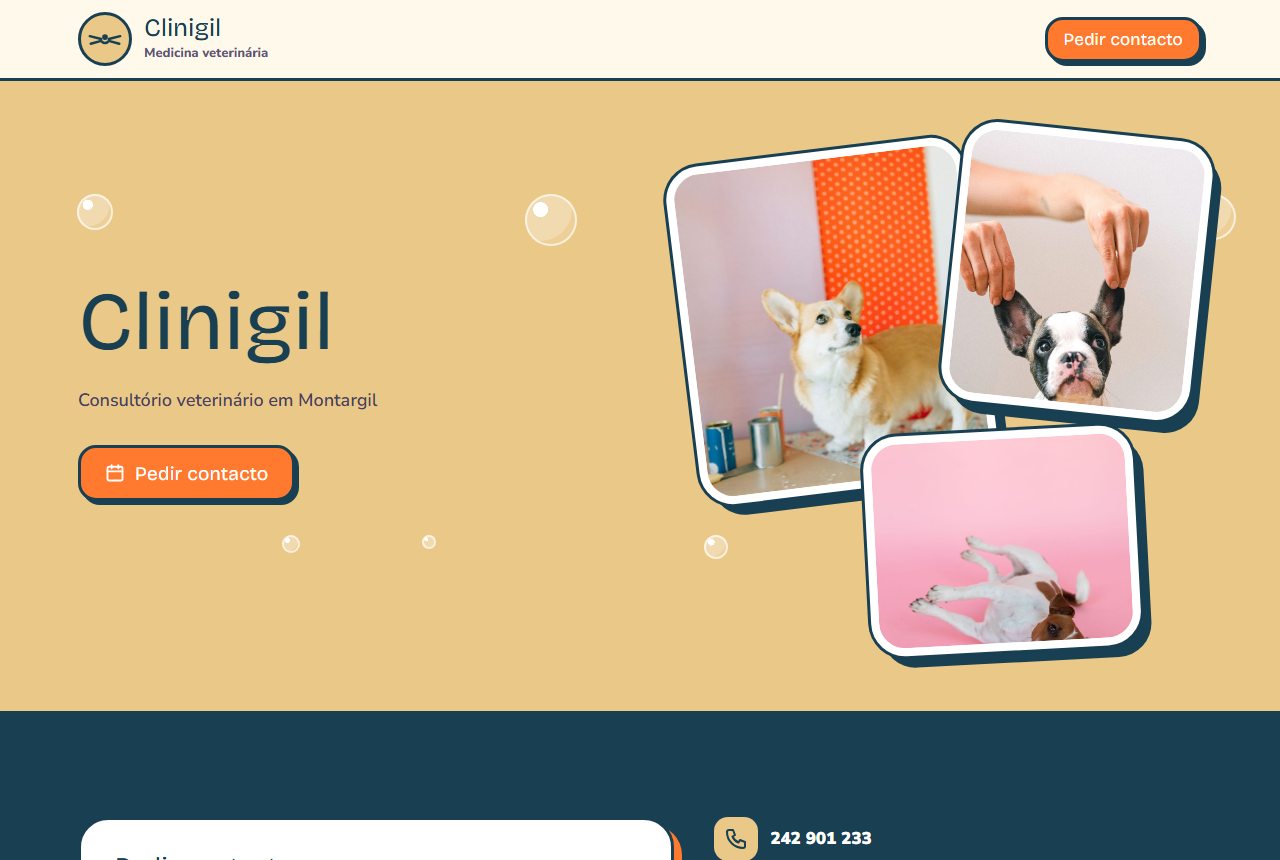 Clinigil
Medicina veterinária
Pedir contacto
Clinigil
Consultório veterinário em Montargil
Pedir contacto
242 901 233